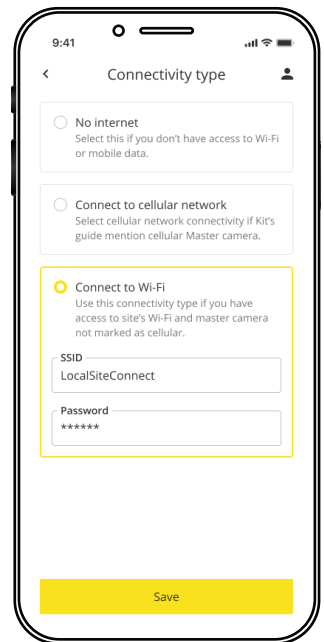 9:41
Connectivity type
No internet
Select this if you don't have access to Wi-Fi
or mobile data.
Connect to cellular network
Select cellular network connectivity if Kit's
guide mention cellular Master camera.
Connect to Wi-Fi
Use this connectivity type if you have
access to site's Wi-Fi and master camera
not marked as cellular.
SSID
LocalSiteConnect
Password
******
Save